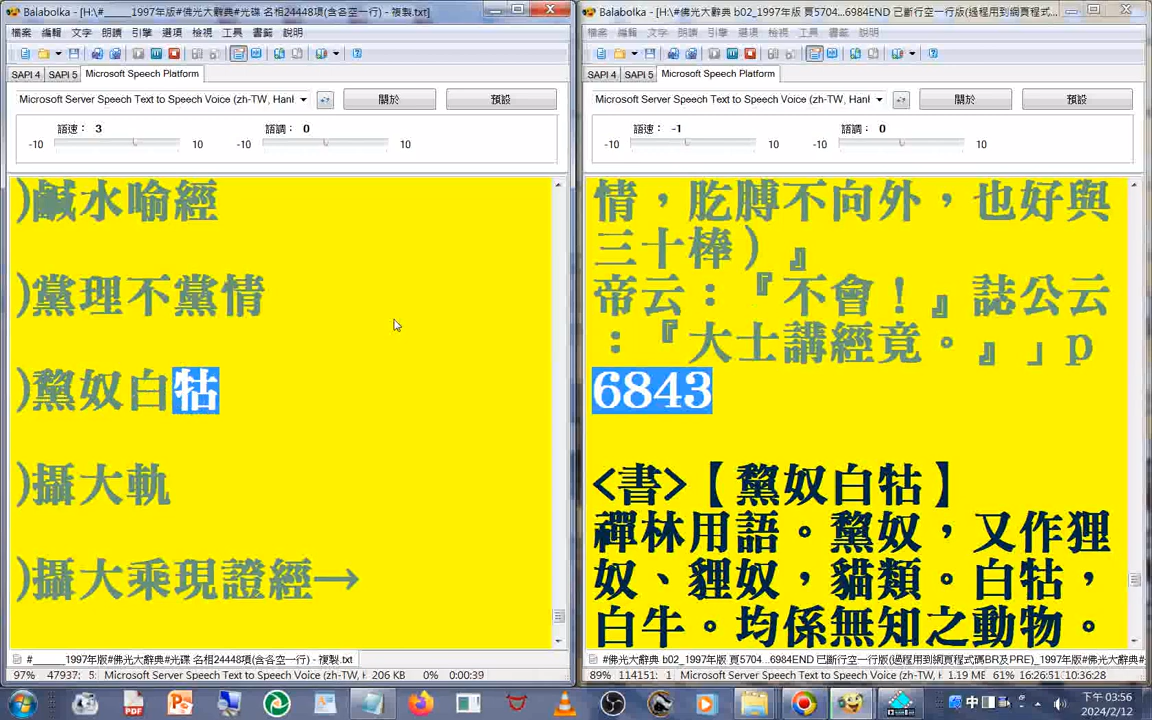 Balabolka - [H:\#_____1997年版#佛光大辭典#光碟 名相24448項(含各空一行) - 複製.txt]
檔案 編輯 文字 朗讀 引擎 選項 檢視 工具 書籤 說明
SAPI 4 SAPI 5 Microsoft Speech Platform
Microsoft Server Speech Text to Speech Voice (zh-TW, HanI
關於
預設
語速： 3
語調： 0
-10 10 -10 10
)鹹水喻經
)黨理不黨情
)黧奴白牯
)攝大軌
)攝大乘現證經→
#_____1997年版#佛光大辭典#光碟 名相24448項(含各空一行) - 複製.txt
97% 47937: 5: Microsoft Server Speech Text to Speech Voice (zh-TW, H 206 KB 0% 0:00:39
Balabolka - [H:\#佛光大辭典 b02_1997年版 頁5704...6984END 已斷行空一行版(過程用到網頁程式...
檔案 編輯 文字 朗讀 引擎 選項 檢視 工具 書籤 說明
SAPI 4 SAPI 5 Microsoft Speech Platform
Microsoft Server Speech Text to Speech Voice (zh-TW, HanI
關於
預設
語速： -1
語調： 0
-10 10 -10 10
情，肐膊不向外，也好與
三十棒）』
帝云：『不會！』誌公云
：『大士講經竟。』」p
6843
<書>【黧奴白牯】
禪林用語。黧奴，又作狸
奴、貍奴，貓類。白牯，
白牛。均係無知之動物。
#佛光大辭典 b02_1997年版 頁5704...6984END 已斷行空一行版(過程用到網頁程式碼BR及PRE)_1997年版#佛光大辭典#
89% 114151: 1 Microsoft Server Speech Text to Speech Voice (zh-TW, H 1.19 ME 61% 16:26:51 10:36:28
下午 03:56
2024/2/12